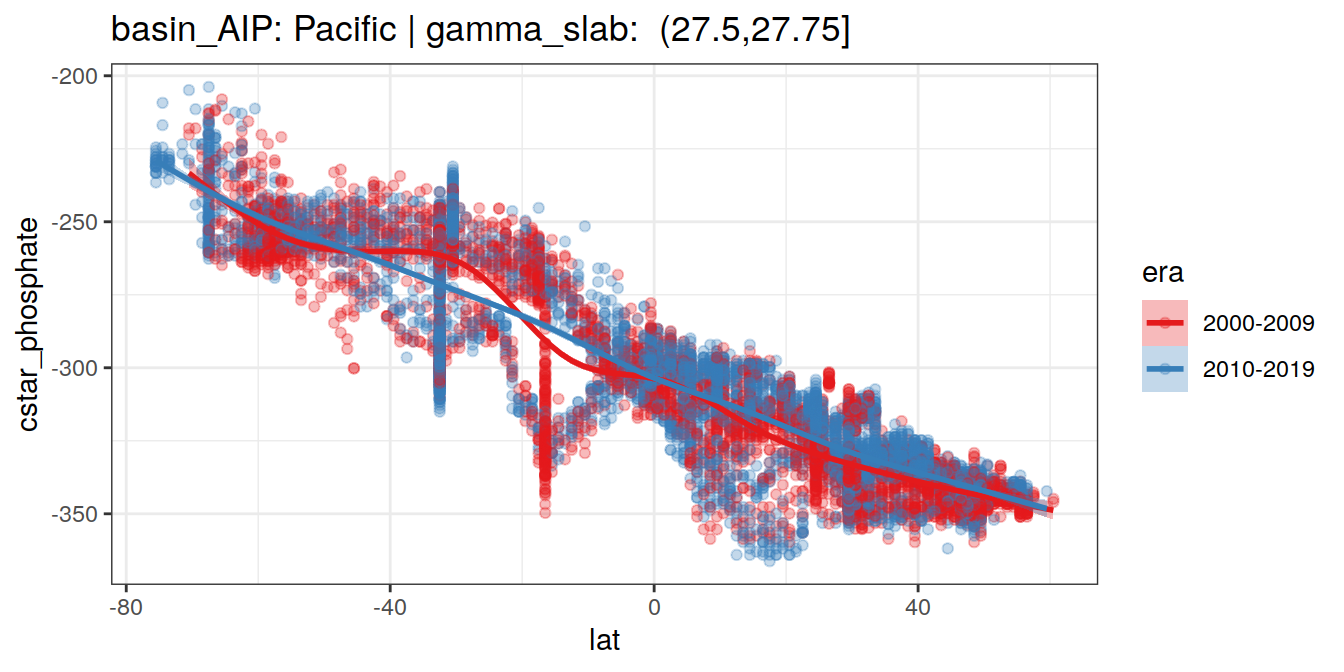 basin_AIP: Pacific | gamma_slab:  (27.5,27.75]
-200
-250
-300
-350
cstar_phosphate
-80
-40
0
40
lat
era
2000-2009
2010-2019